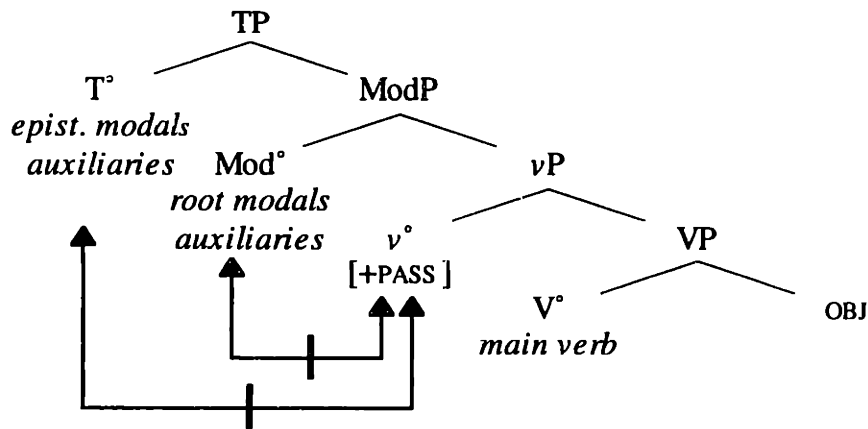 TP
T° ModP
epist. modals
auxiliaries Mod° vP
root modals
auxiliaries v° VP
[+PASS] V° OBJ
main verb